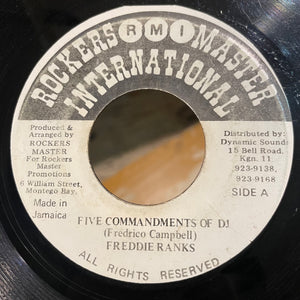 ROCKERS MASTER
RMI
INTERNATIONAL
Produced &
Arranged by
ROCKERS
MASTER
For Rockers
Master
Promotions
6 William Street,
Montego Bay.
Made in
Jamaica
Distributed by:
Dynamic Sounds
15 Bell Road,
Kgn. 11
923-9138,
923-9168
SIDE A
FIVE COMMANDMENTS OF DJ
(Fredrico Campbell)
FREDDIE RANKS
ALL RIGHTS RESERVED